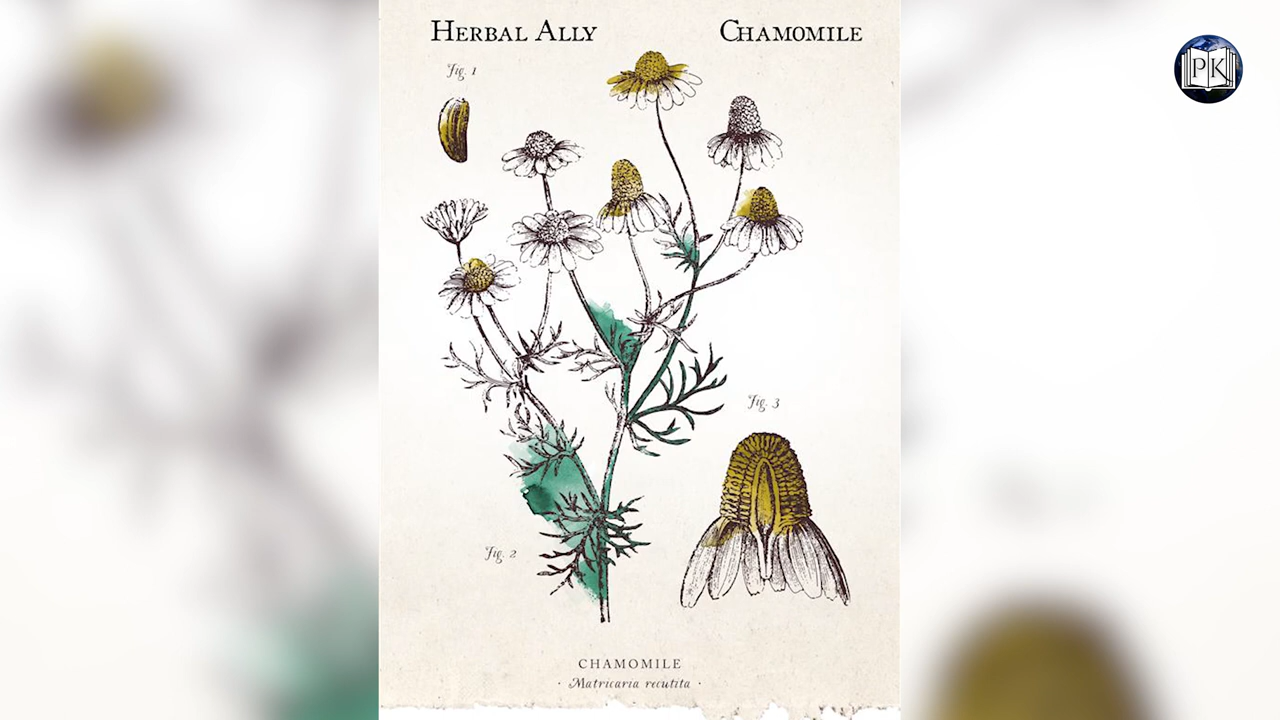 HERBAL ALLY
CHAMOMILE
PK
Fig. 1
Fig. 3
Fig. 2
CHAMOMILE
· Matricaria recutita ·